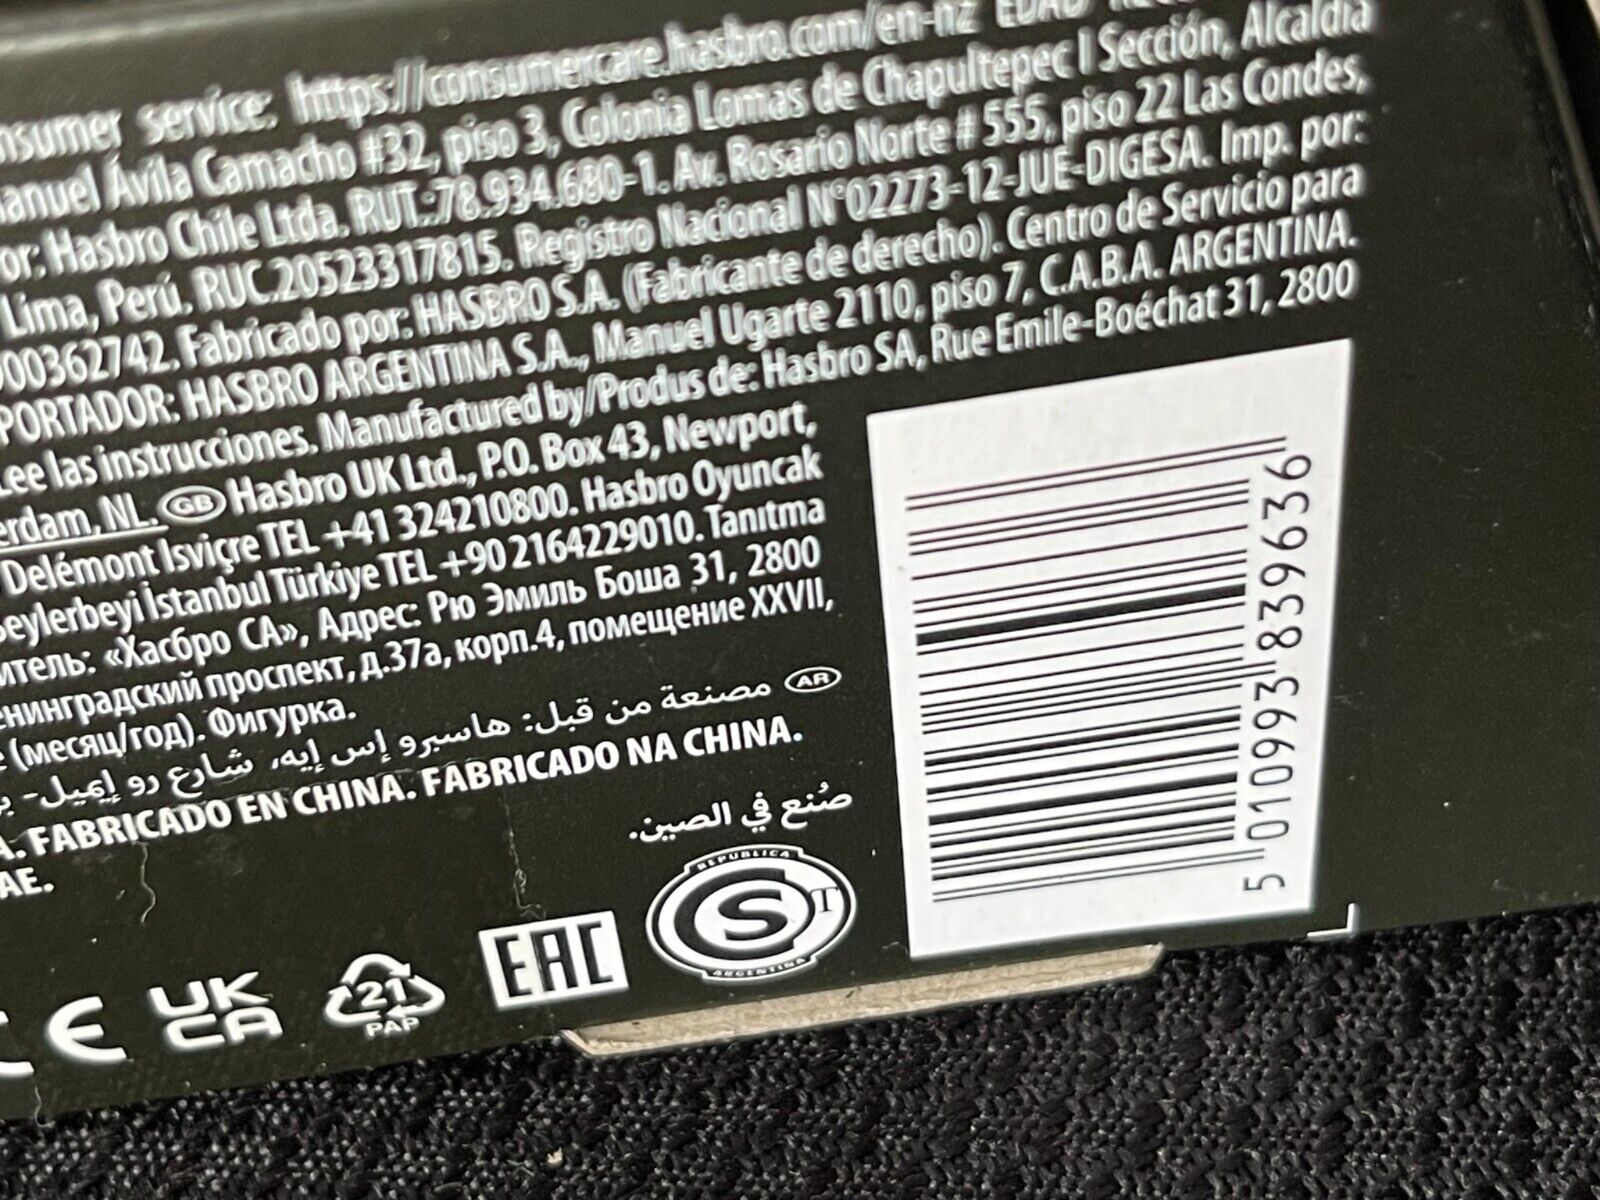 service: https://consumercare.hasbro.com/en-nz EDAD
Ávila Camacho #32, piso 3, Colonia Lomas de Chapultepec I Sección, Alcaldía
or: Hasbro Chile Ltda. RUT.:78.934.680-1. Av. Rosario Norte # 555, piso 22 Las Condes,
Lima, Perú. RUC.20523317815. Registro Nacional N°02273-12-JUE-DIGESA. Imp. por:
00362742. Fabricado por: HASBRO S.A. (Fabricante de derecho). Centro de Servicio para
PORTADOR: HASBRO ARGENTINA S.A., Manuel Ugarte 2110, piso 7, C.A.B.A. ARGENTINA.
Lee las instrucciones. Manufactured by/Produs de: Hasbro SA, Rue Emile-Boéchat 31, 2800
erdam, NL. GB Hasbro UK Ltd., P.O. Box 43, Newport,
Delémont İsviçre TEL +41 324210800. Hasbro Oyuncak
Beylerbeyi İstanbul Türkiye TEL +90 2164229010. Tanıtma
итель: «Хасбро СА», Адрес: Рю Эмиль Боша 31, 2800
енинградский проспект, д.37а, корп.4, помещение XXVII,
(месяц/год). Фигурка.
AR مصنعة من قبل: هاسبرو إس إيه، شارع رو إيميل-
A. FABRICADO EN CHINA. FABRICADO NA CHINA.
صُنع في الصين.
AE.
CE UK CA 21 PAP EAC REPUBLICA S T ARGENTINA
5 010993 839636